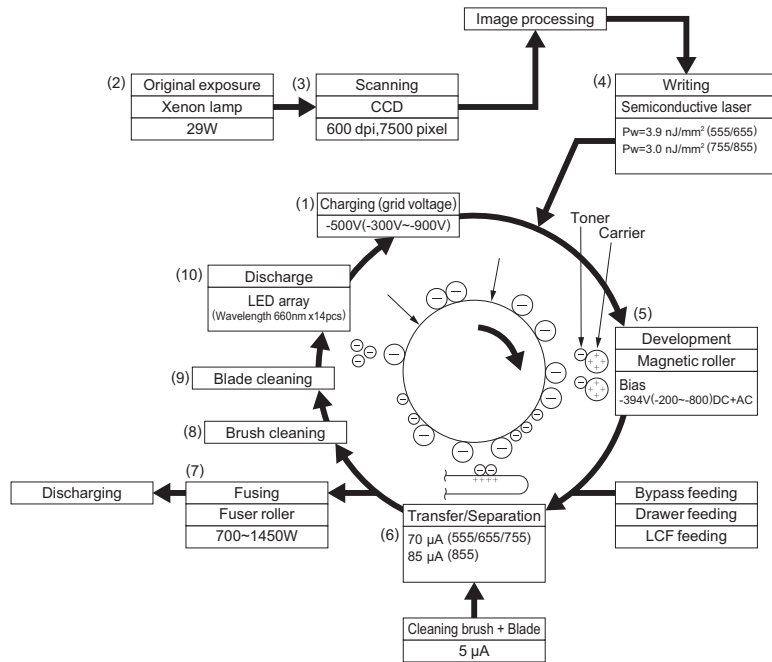 Image processing
(2)
Original exposure
Xenon lamp
29W
(3)
Scanning
CCD
600 dpi,7500 pixel
(4)
Writing
Semiconductive laser
Pw=3.9 nJ/mm² (555/655)
Pw=3.0 nJ/mm² (755/855)
(1)
Charging (grid voltage)
-500V(-300V~-900V)
Toner
Carrier
(10)
Discharge
LED array
(Wavelength 660nm x14pcs)
(5)
Development
Magnetic roller
Bias
-394V(-200~-800)DC+AC
(9)
Blade cleaning
(8)
Brush cleaning
(7)
Fusing
Fuser roller
700~1450W
Discharging
(6)
Transfer/Separation
70 µA (555/655/755)
85 µA (855)
Bypass feeding
Drawer feeding
LCF feeding
Cleaning brush + Blade
5 µA